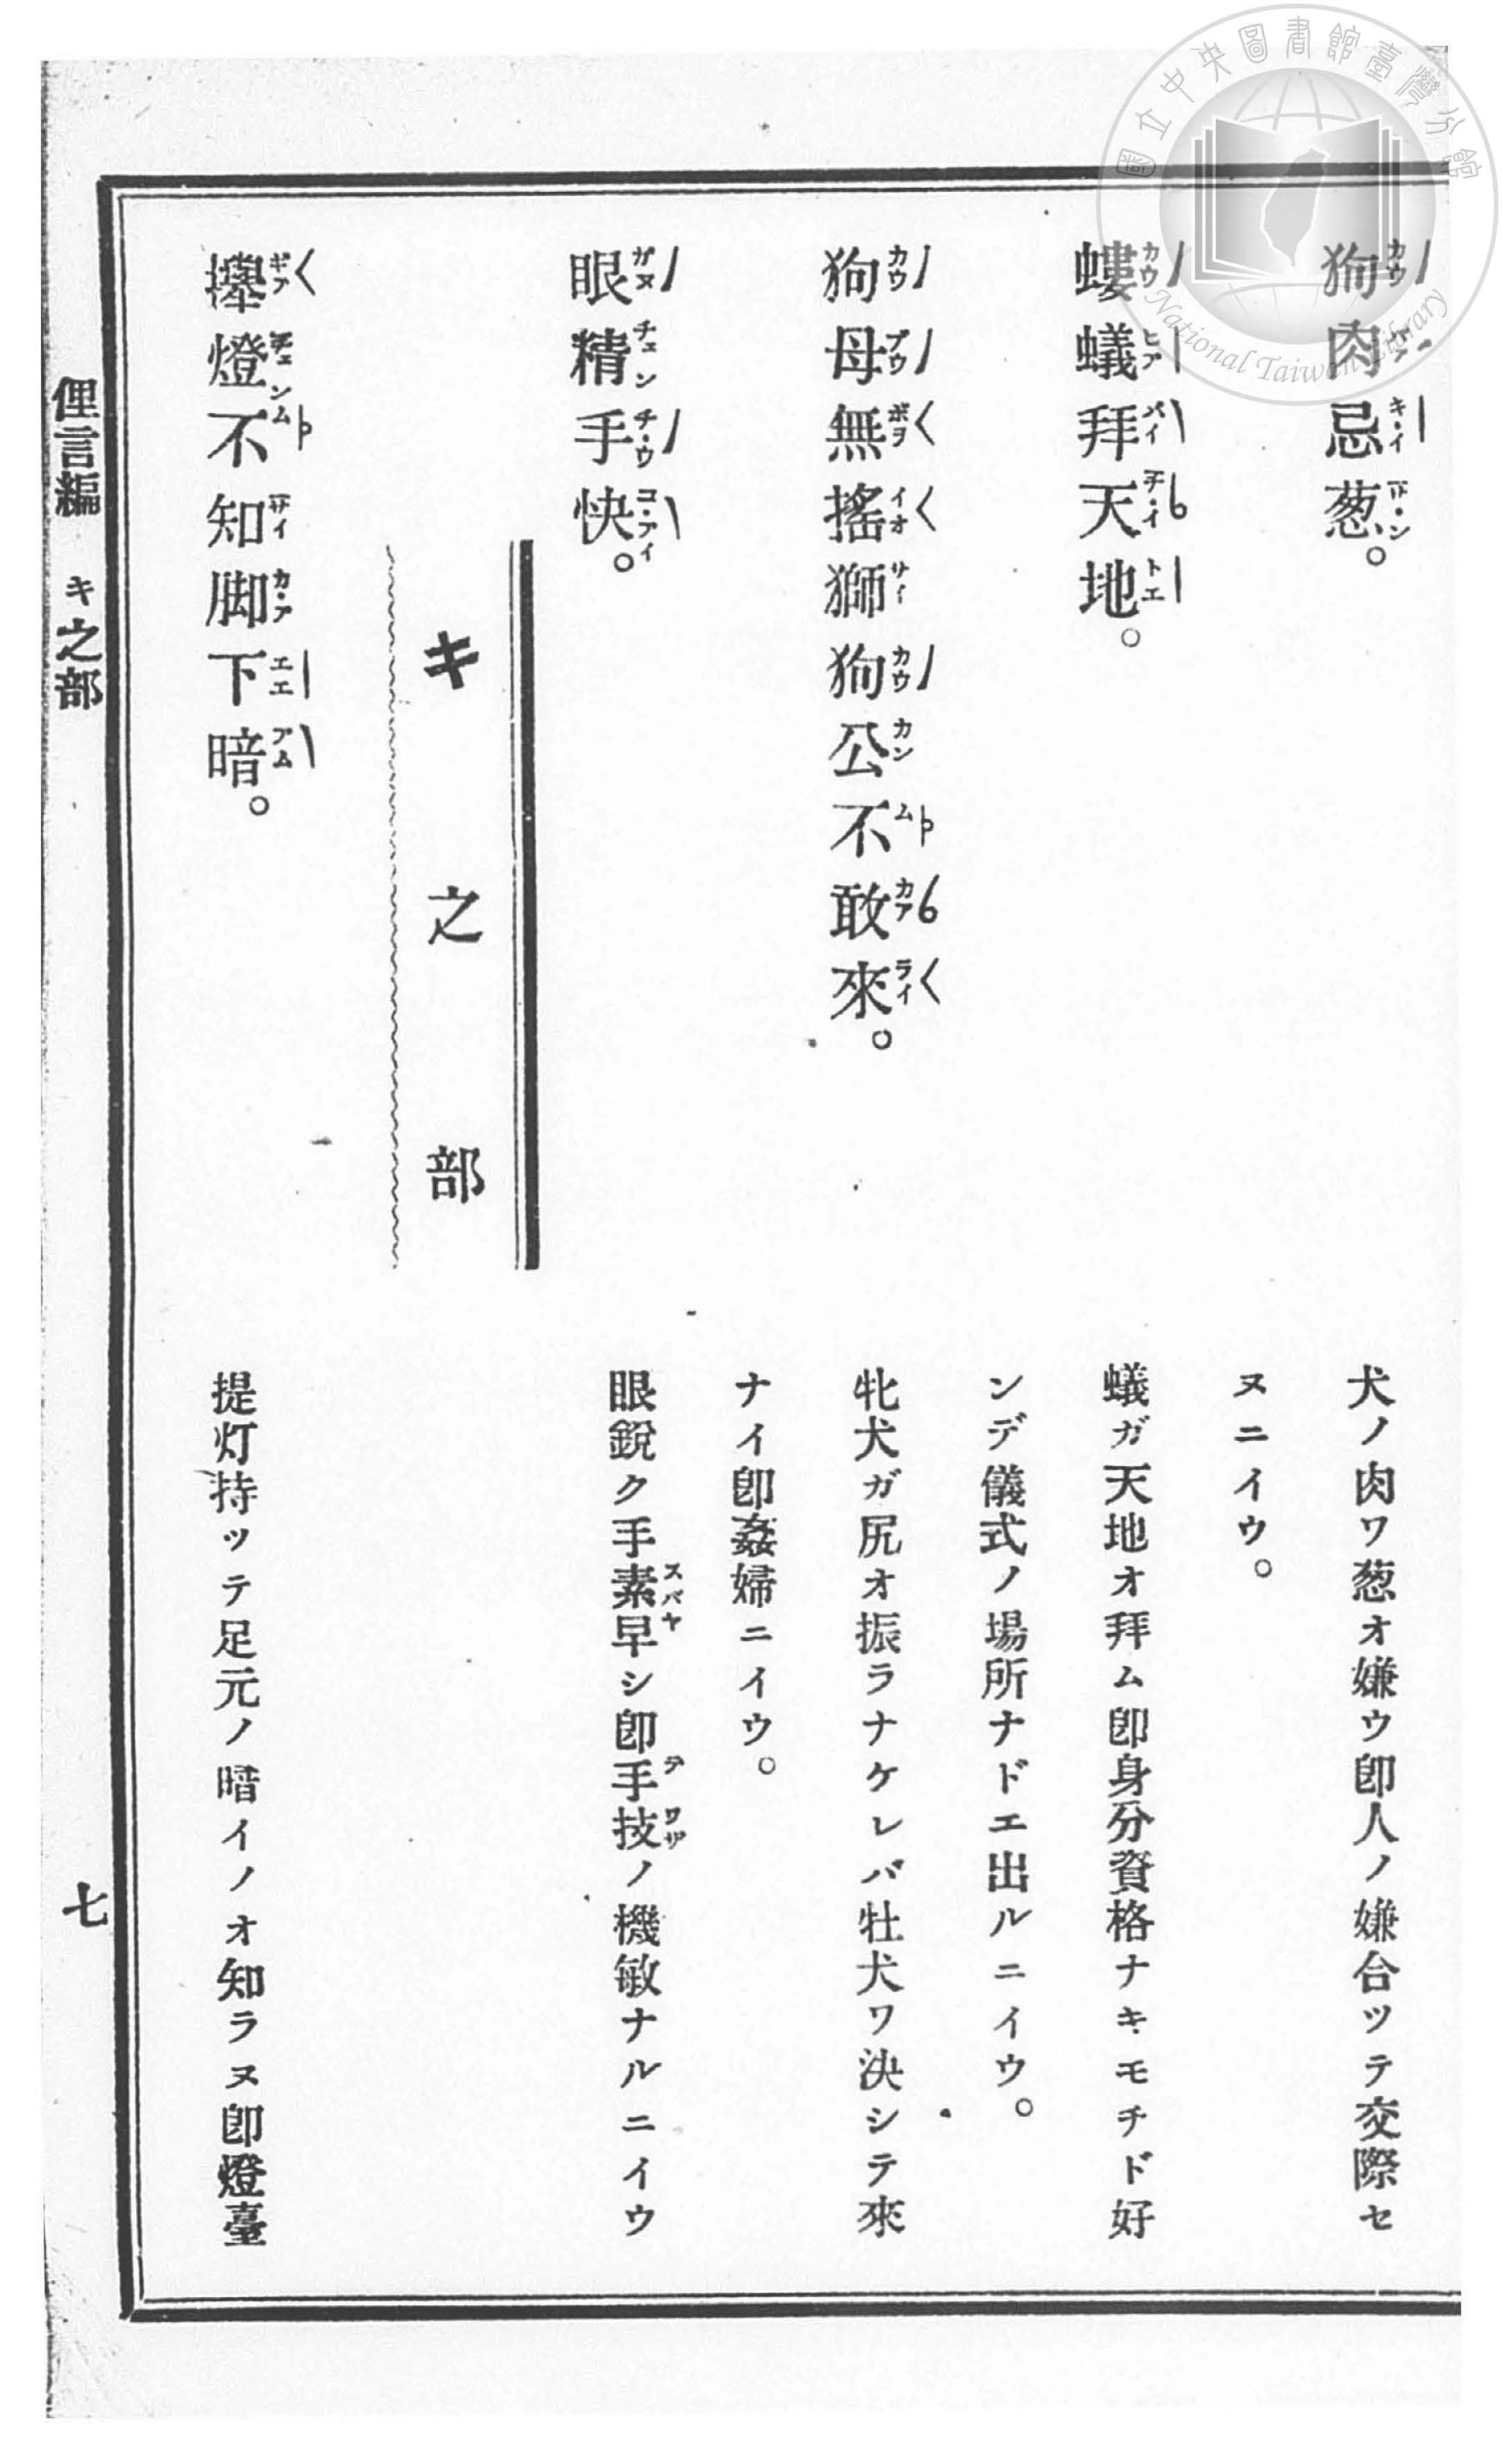 狗肉忌葱。
犬ノ肉ワ葱オ嫌ウ卽人ノ嫌合ツテ交際セ
ヌニイウ。
螻蟻拜天地。
蟻ガ天地オ拜ム卽身分資格ナキモチド好
ンデ儀式ノ場所ナドエ出ルニイウ。
狗母無搖獅狗公不敢來。
牝犬ガ尻オ振ラナケレバ牡犬ワ決シテ來
ナイ卽姦婦ニイウ。
眼精手快。
眼銳ク手素早シ卽手技ノ機敏ナルニイウ
キ之部
攑燈不知脚下暗。
提灯持ッテ足元ノ暗イノオ知ラヌ卽燈臺
俚言編 キ之部
七
國立中央圖書館臺灣分館
National Taiwan Library